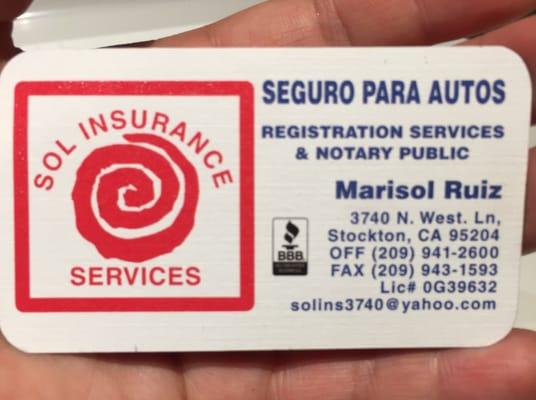 SOL INSURANCE
SERVICES
SEGURO PARA AUTOS
REGISTRATION SERVICES
& NOTARY PUBLIC
Marisol Ruiz
3740 N. West. Ln,
Stockton, CA 95204
OFF (209) 941-2600
FAX (209) 943-1593
Lic# 0G39632
solins3740@yahoo.com
BBB